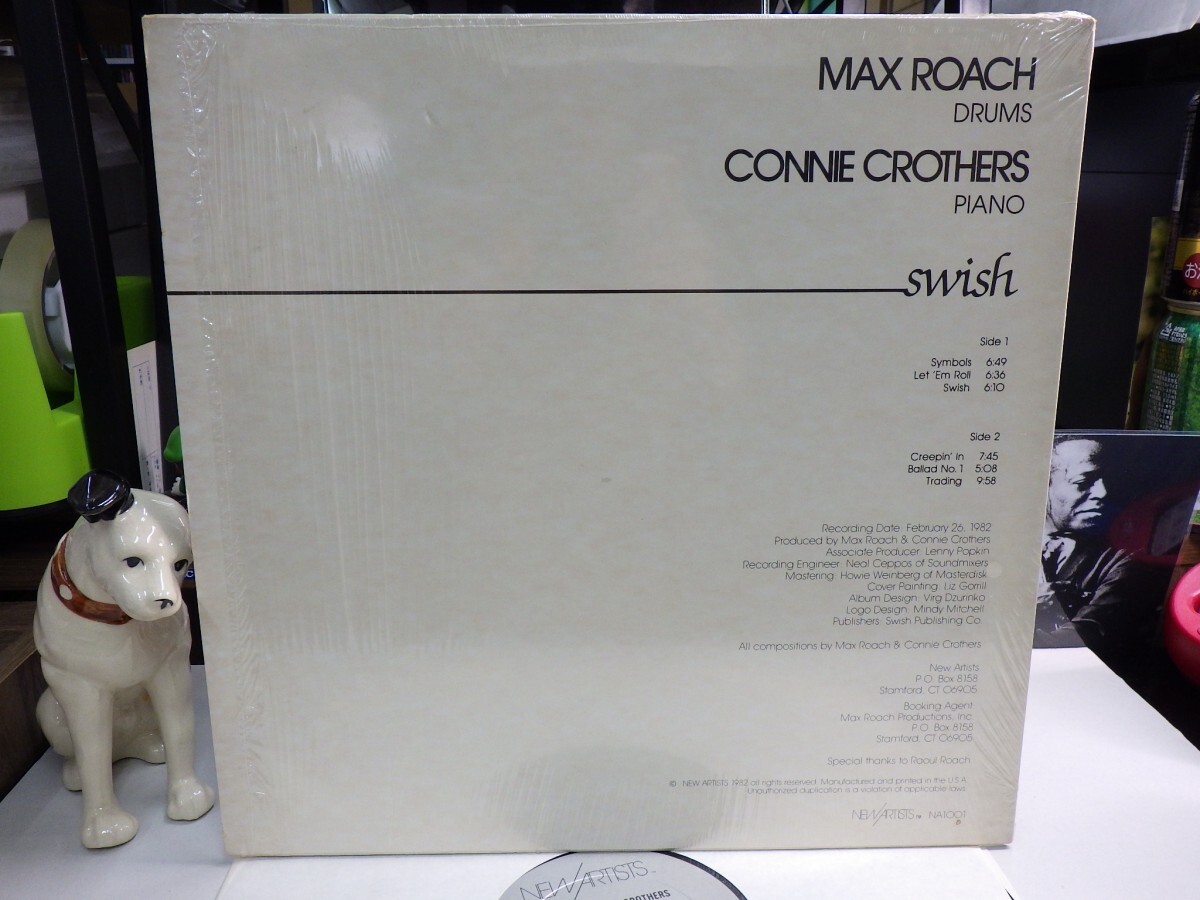 MAX ROACH
DRUMS
CONNIE CROTHERS
PIANO
swish
Side 1
Symbols 6:49
Let 'Em Roll 6:36
Swish 6:10
Side 2
Creepin' In 7:45
Ballad No. 1 5:08
Trading 9:58
Recording Date: February 26, 1982
Produced by Max Roach & Connie Crothers
Associate Producer: Lenny Popkin
Recording Engineer: Neal Ceppos of Soundmixers
Mastering: Howie Weinberg of Masterdisk
Cover Painting: Liz Gorrill
Album Design: Virg Dzurinko
Logo Design: Mindy Mitchell
Publishers: Swish Publishing Co.
All compositions by Max Roach & Connie Crothers
New Artists
P.O. Box 8158
Stamford, CT 06905
Booking Agent
Max Roach Productions, Inc.
P.O. Box 8158
Stamford, CT 06905
Special thanks to Raoul Roach
© NEW ARTISTS 1982 all rights reserved. Manufactured and printed in the U.S.A.
Unauthorized duplication is a violation of applicable laws.
NEW/ARTISTS TM NA1001
NEW/ARTISTS TM